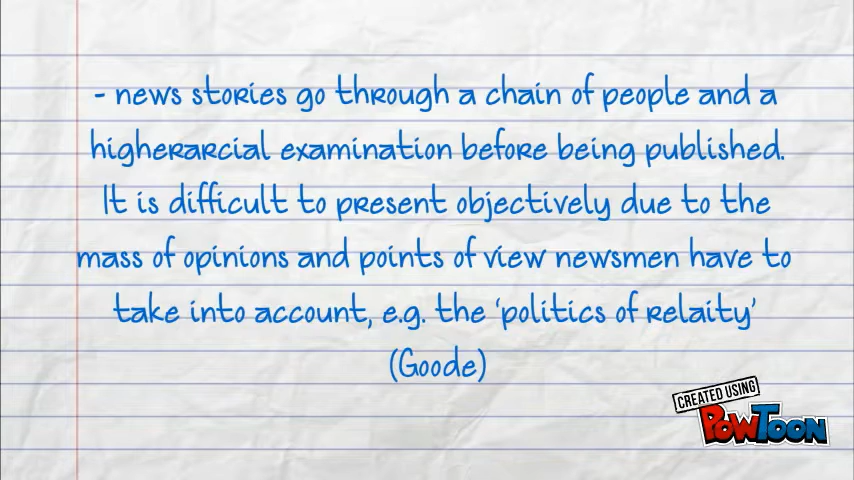 - news stories go through a chain of people and a
higherarcial examination before being published.
It is difficult to present objectively due to the
mass of opinions and points of view newsmen have to
take into account, e.g. the 'politics of relaity'
(Goode)
CREATED USING
POWTOON